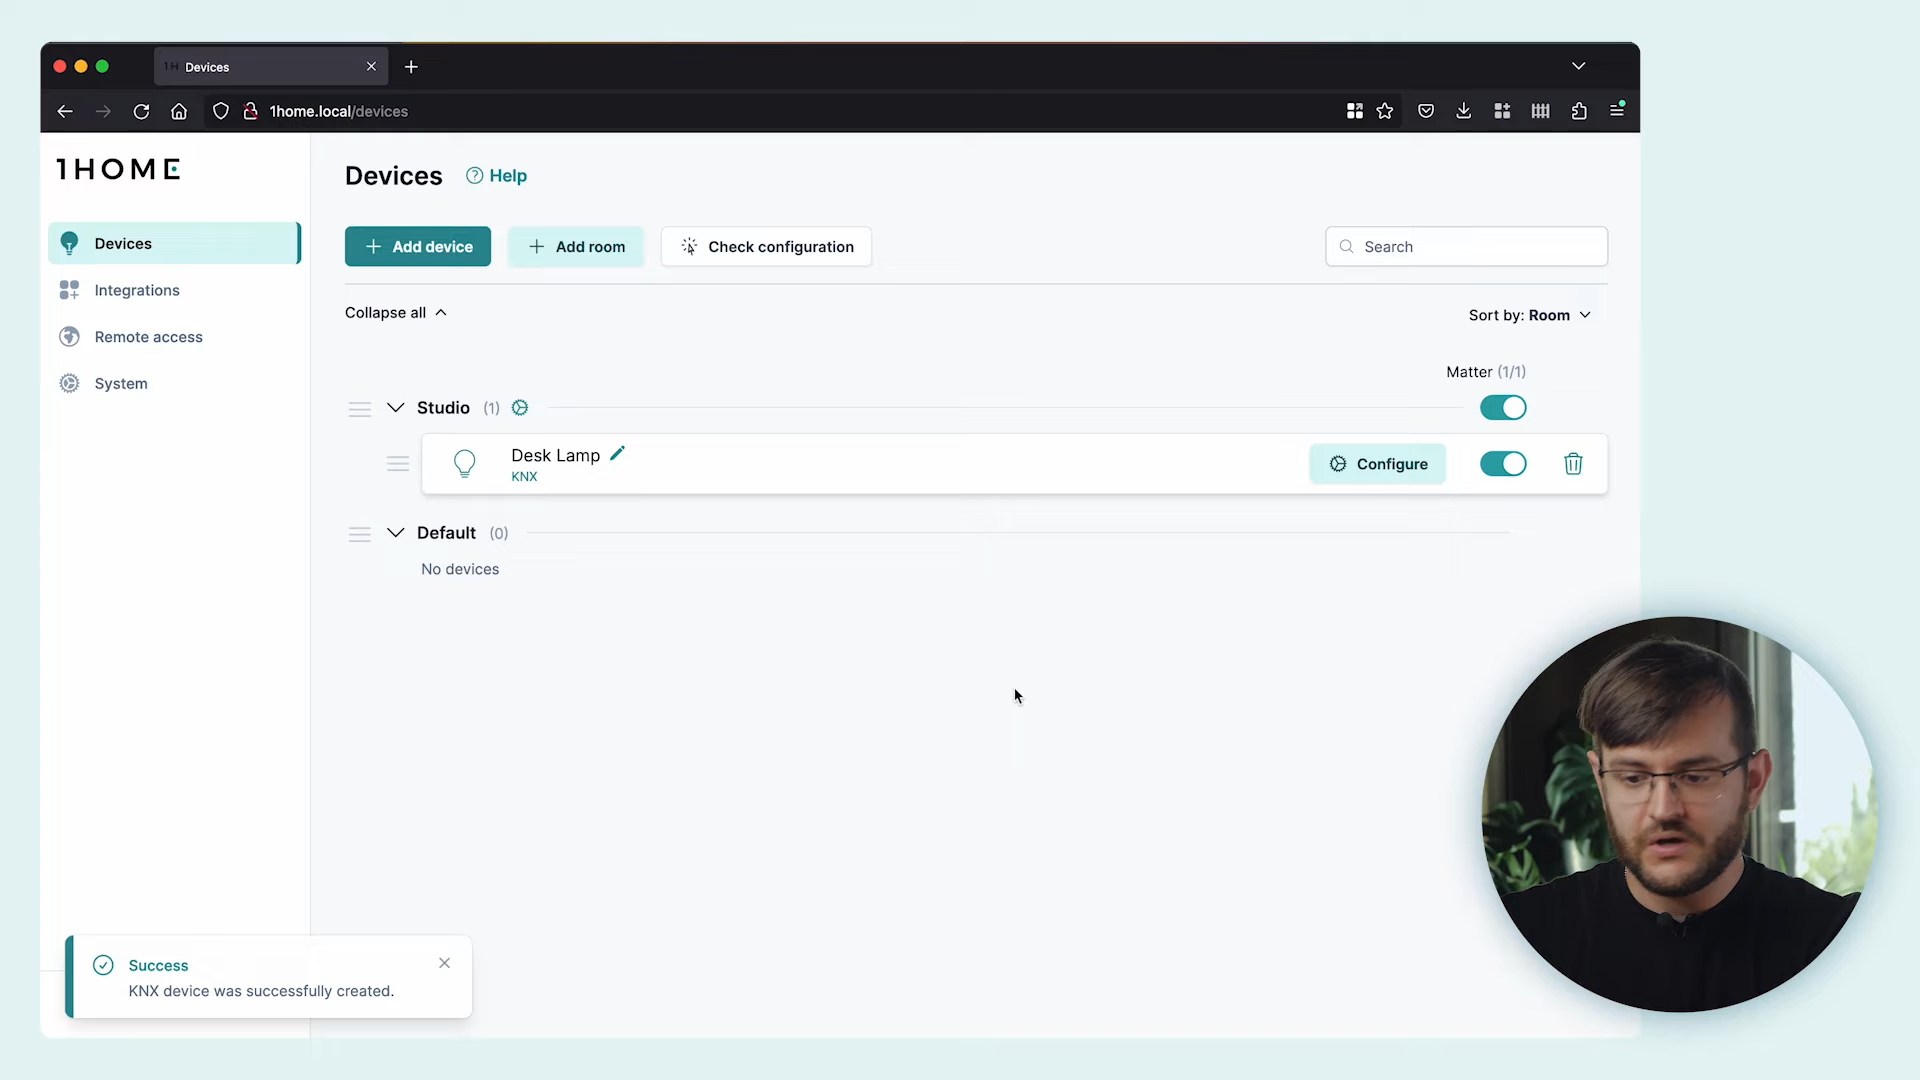 Devices
1home.local/devices
1HOME
Devices
Integrations
Remote access
System
Devices
Help
Add device
Add room
Check configuration
Search
Collapse all
Sort by: Room
Matter (1/1)
Studio (1)
Desk Lamp
KNX
Configure
Default (0)
No devices
Success
KNX device was successfully created.